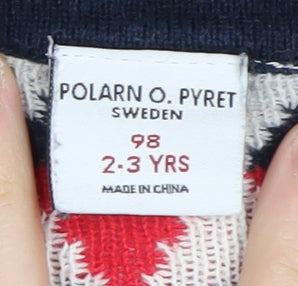 POLARN O. PYRET
SWEDEN
98
2-3 YRS
MADE IN CHINA